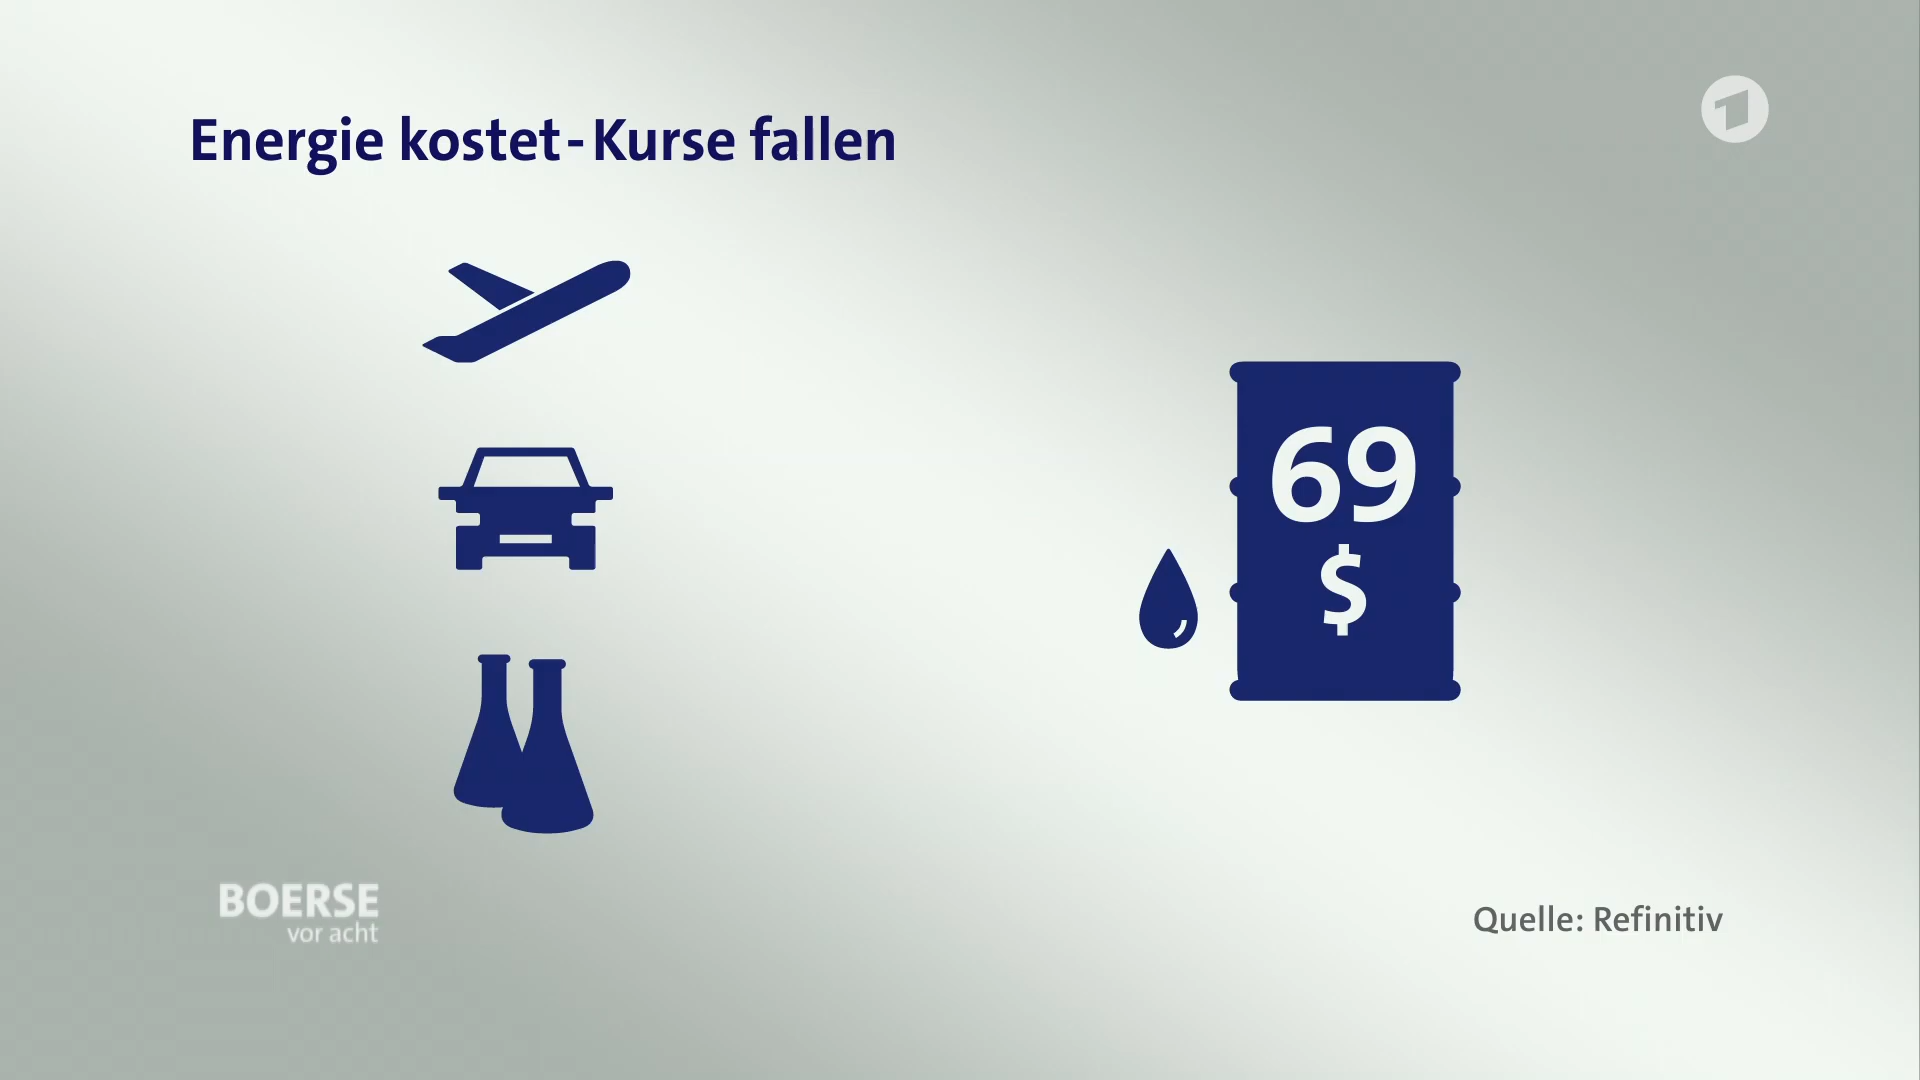 Energie kostet - Kurse fallen
69
$
BOERSE
vor acht
Quelle: Refinitiv